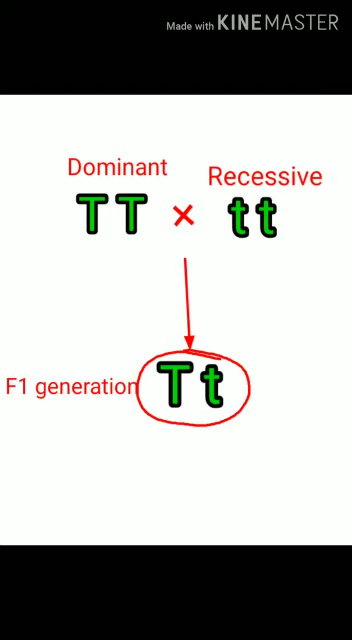 Made with KINEMASTER
Dominant
Recessive
TT × tt
F1 generation Tt